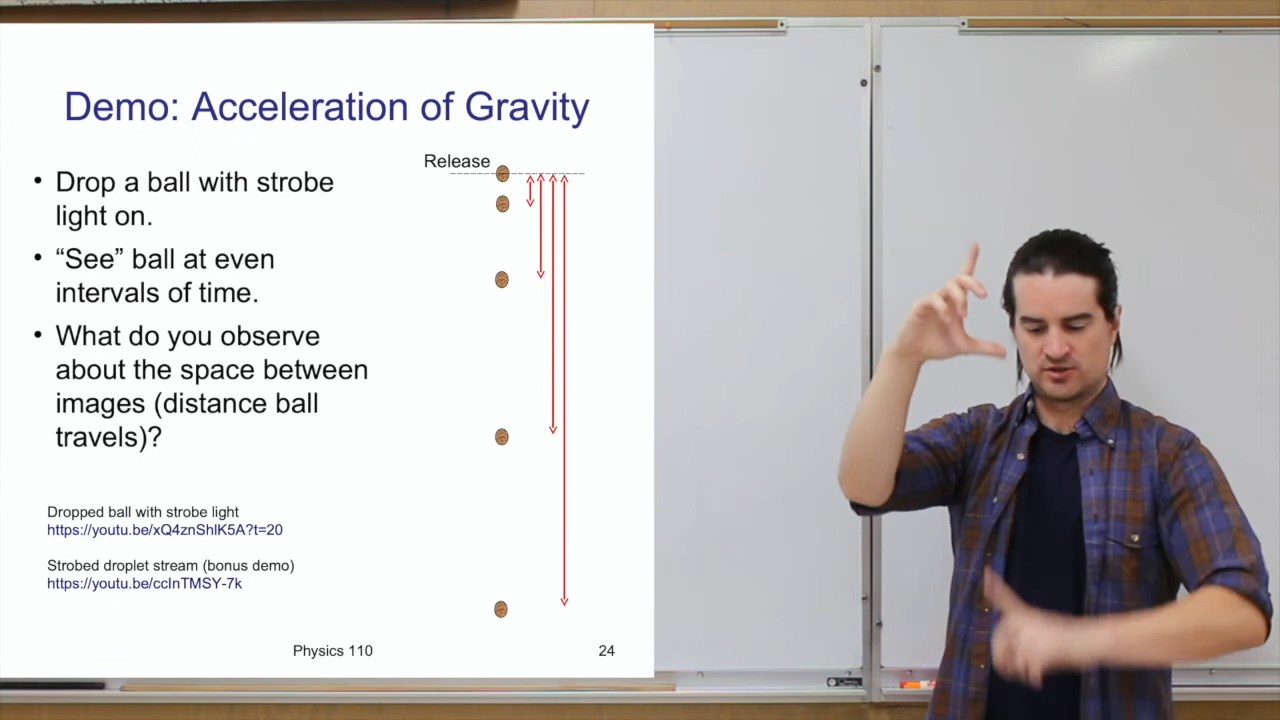 Demo: Acceleration of Gravity
• Drop a ball with strobe
light on.
• “See” ball at even
intervals of time.
• What do you observe
about the space between
images (distance ball
travels)?
Release
Dropped ball with strobe light
https://youtu.be/xQ4znShlK5A?t=20
Strobed droplet stream (bonus demo)
https://youtu.be/ccInTMSY-7k
Physics 110
24